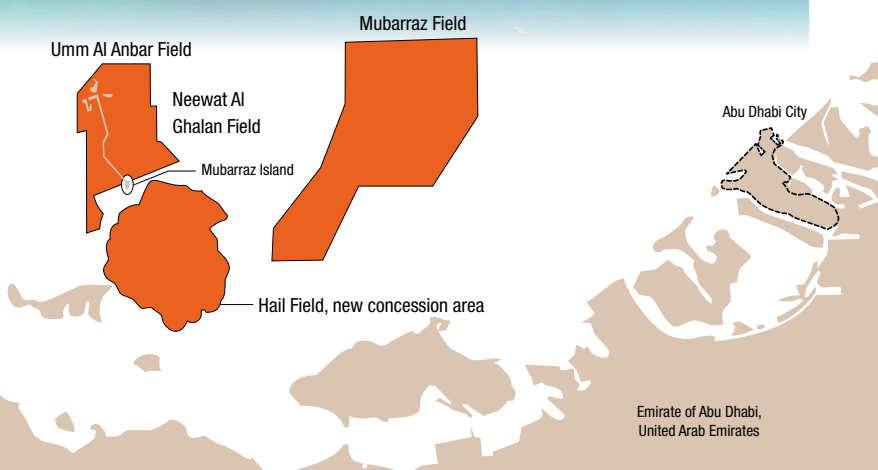 Mubarraz Field
Umm Al Anbar Field
Neewat Al
Ghalan Field
Abu Dhabi City
Mubarraz Island
Hail Field, new concession area
Emirate of Abu Dhabi,
United Arab Emirates